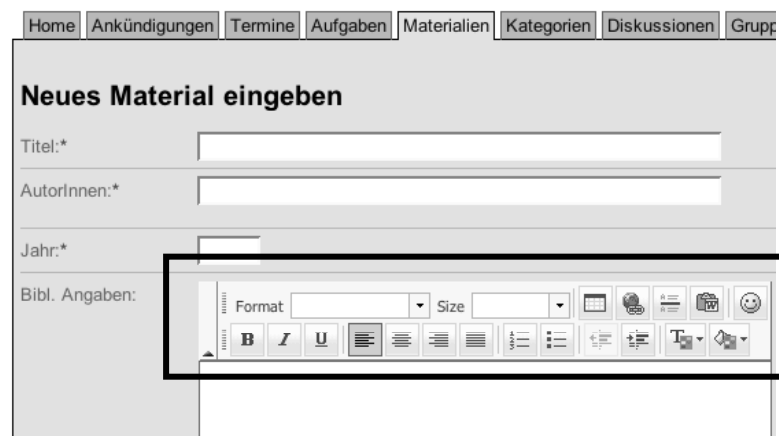 Home Ankündigungen Termine Aufgaben Materialien Kategorien Diskussionen Grupp
Neues Material eingeben
Titel:*
AutorInnen:*
Jahr:*
Bibl. Angaben:
Format Size
B I U